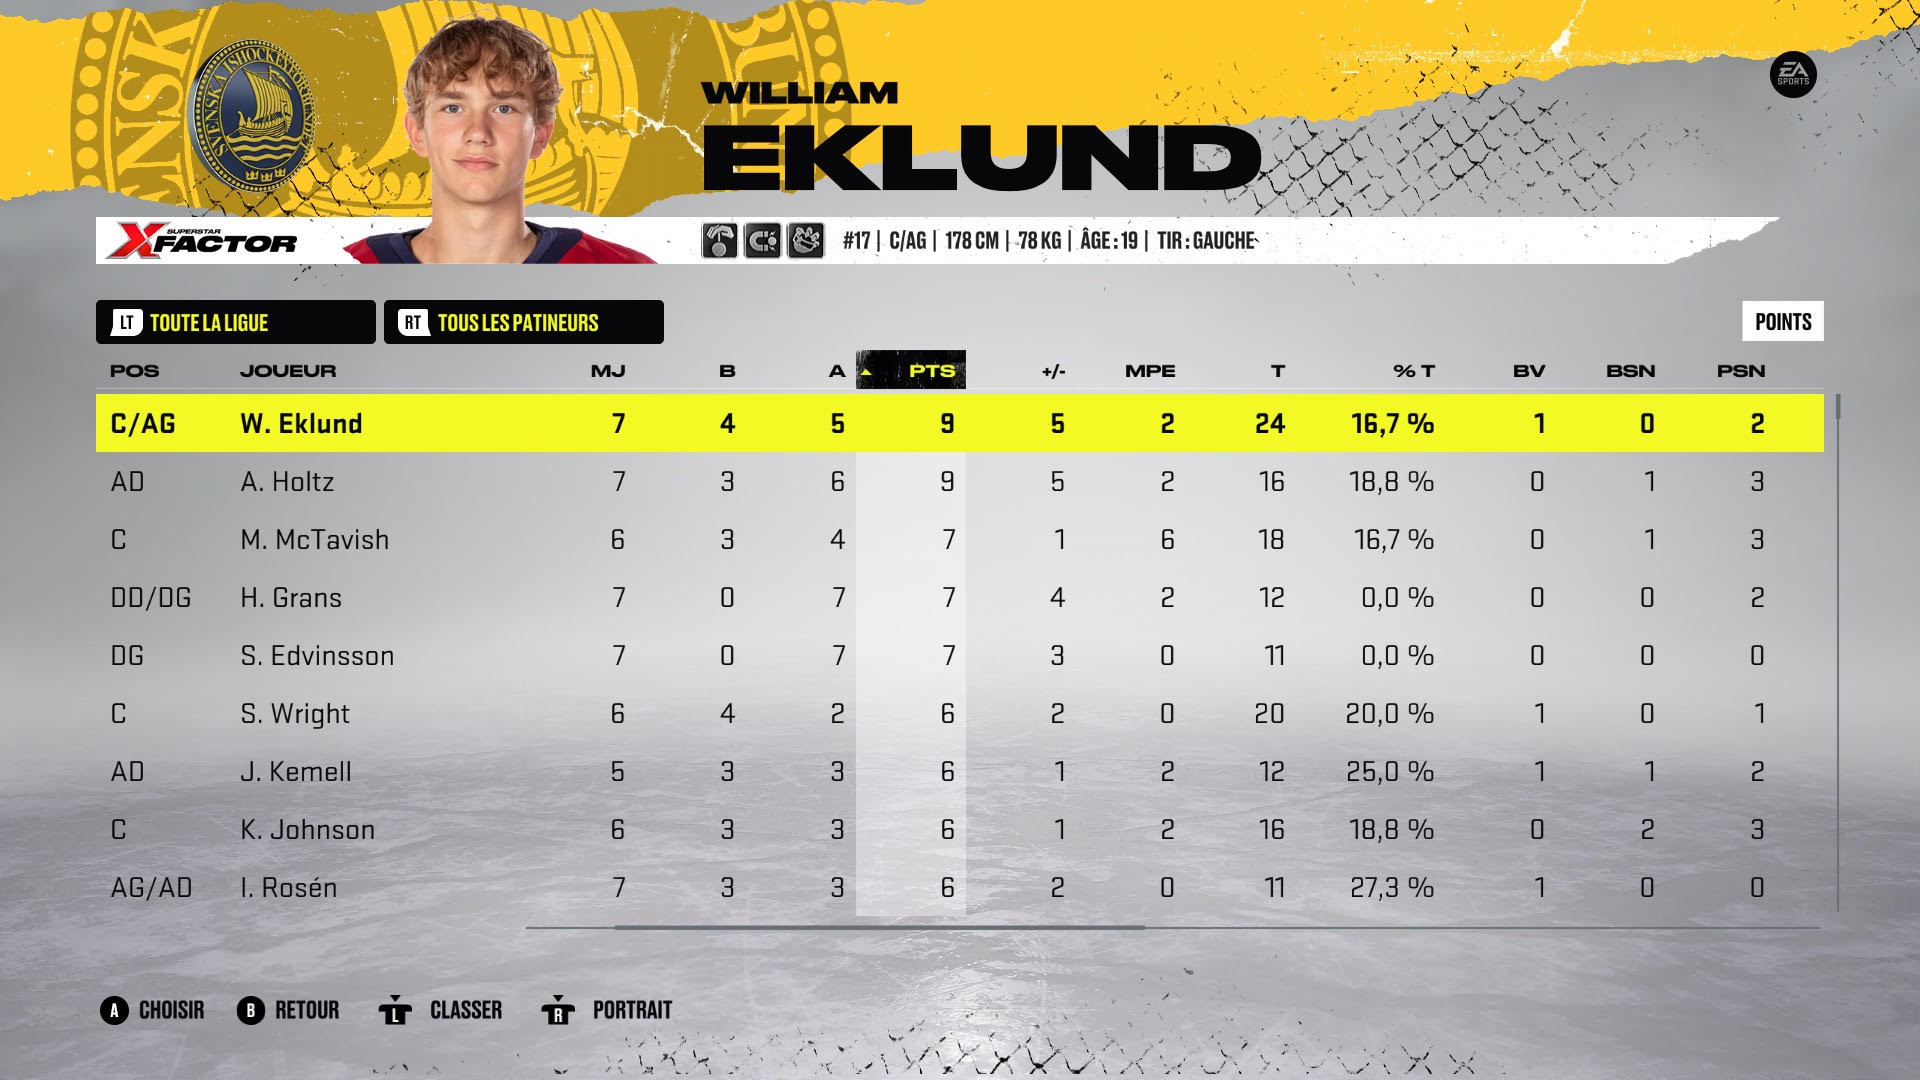 SVENSKA ISHOCKEYFÖRBUNDET
WILLIAM
EKLUND
EA
SPORTS
SUPERSTAR
X FACTOR
#17 | C/AG | 178 CM | 78 KG | ÂGE : 19 | TIR : GAUCHE
LT TOUTE LA LIGUE
RT TOUS LES PATINEURS
POINTS
POS JOUEUR MJ B A PTS +/- MPE T % T BV BSN PSN
C/AG W. Eklund 7 4 5 9 5 2 24 16,7 % 1 0 2
AD A. Holtz 7 3 6 9 5 2 16 18,8 % 0 1 3
C M. McTavish 6 3 4 7 1 6 18 16,7 % 0 1 3
DD/DG H. Grans 7 0 7 7 4 2 12 0,0 % 0 0 2
DG S. Edvinsson 7 0 7 7 3 0 11 0,0 % 0 0 0
C S. Wright 6 4 2 6 2 0 20 20,0 % 1 0 1
AD J. Kemell 5 3 3 6 1 2 12 25,0 % 1 1 2
C K. Johnson 6 3 3 6 1 2 16 18,8 % 0 2 3
AG/AD I. Rosén 7 3 3 6 2 0 11 27,3 % 1 0 0
A CHOISIR B RETOUR L CLASSER R PORTRAIT